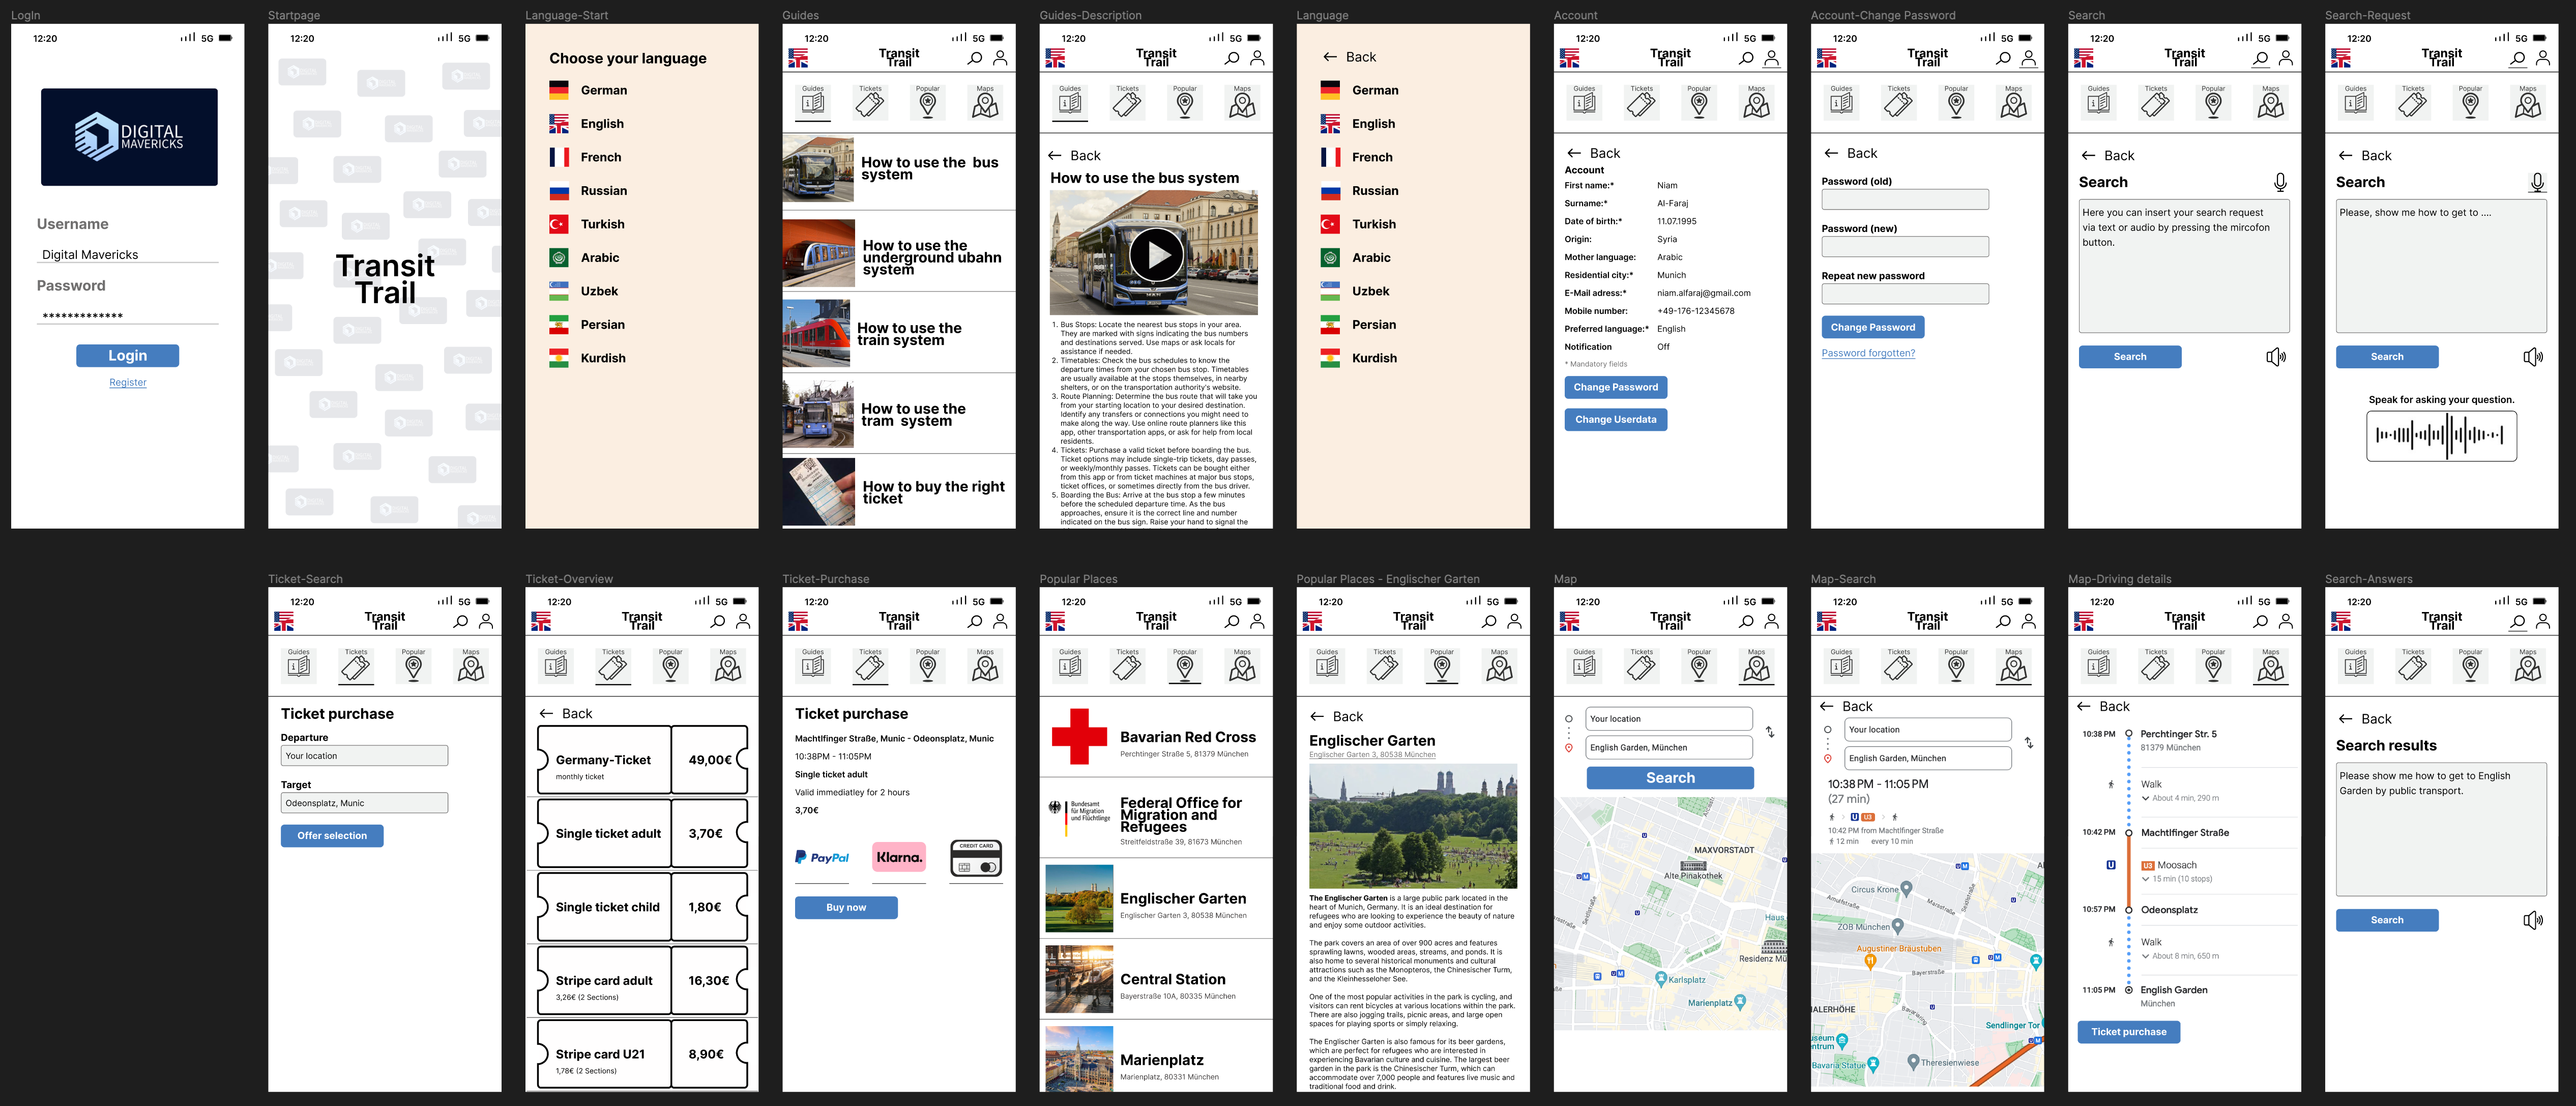 LogIn
12:20
5G
DIGITAL
MAVERICKS
Username
Digital Mavericks
Password
*************
Login
Register
Startpage
12:20
5G
Transit
Trail
Language-Start
Choose your language
German
English
French
Russian
Turkish
Arabic
Uzbek
Persian
Kurdish
Guides
12:20
5G
Transit
Trail
Guides
Tickets
Popular
Maps
How to use the bus
system
How to use the
underground ubahn
system
How to use the
train system
How to use the
tram system
How to buy the right
ticket
Guides-Description
12:20
5G
Transit
Trail
Guides
Tickets
Popular
Maps
Back
How to use the bus system
1. Bus Stops: Locate the nearest bus stops in your area.
They are marked with signs indicating the bus numbers
and destinations served. Use maps or ask locals for
assistance if needed.
2. Timetables: Check the bus schedules to know the
departure times from your chosen bus stop. Timetables
are usually available at the stops themselves, in nearby
shelters, or on the transportation authority's website.
3. Route Planning: Determine the bus route that will take you
from your starting location to your desired destination.
Identify any transfers or connections you might need to
make along the way. Use online route planners like this
app, other transportation apps, or ask for help from local
residents.
4. Tickets: Purchase a valid ticket before boarding the bus.
Ticket options may include single-trip tickets, day passes,
or weekly/monthly passes. Tickets can be bought either
from this app or from ticket machines at major bus stops,
ticket offices, or sometimes directly from the bus driver.
5. Boarding the Bus: Arrive at the bus stop a few minutes
before the scheduled departure time. As the bus
approaches, ensure it is the correct line and number
indicated on the bus sign. Raise your hand to signal the
Language
Back
German
English
French
Russian
Turkish
Arabic
Uzbek
Persian
Kurdish
Account
12:20
5G
Transit
Trail
Guides
Tickets
Popular
Maps
Back
Account
First name:* Niam
Surname:* Al-Faraj
Date of birth:* 11.07.1995
Origin: Syria
Mother language: Arabic
Residential city:* Munich
E-Mail adress:* niam.alfaraj@gmail.com
Mobile number: +49-176-12345678
Preferred language:* English
Notification Off
* Mandatory fields
Change Password
Change Userdata
Account-Change Password
12:20
5G
Transit
Trail
Guides
Tickets
Popular
Maps
Back
Password (old)
Password (new)
Repeat new password
Change Password
Password forgotten?
Search
12:20
5G
Transit
Trail
Guides
Tickets
Popular
Maps
Back
Search
Here you can insert your search request
via text or audio by pressing the mircofon
button.
Search
Search-Request
12:20
5G
Transit
Trail
Guides
Tickets
Popular
Maps
Back
Search
Please, show me how to get to ....
Search
Speak for asking your question.
Ticket-Search
12:20
5G
Transit
Trail
Guides
Tickets
Popular
Maps
Ticket purchase
Departure
Your location
Target
Odeonsplatz, Munic
Offer selection
Ticket-Overview
12:20
5G
Transit
Trail
Guides
Tickets
Popular
Maps
Back
Germany-Ticket 49,00€
monthly ticket
Single ticket adult 3,70€
Single ticket child 1,80€
Stripe card adult 16,30€
3,26€ (2 Sections)
Stripe card U21 8,90€
1,78€ (2 Sections)
Ticket-Purchase
12:20
5G
Transit
Trail
Guides
Tickets
Popular
Maps
Ticket purchase
Machtlfinger Straße, Munic - Odeonsplatz, Munic
10:38PM - 11:05PM
Single ticket adult
Valid immediatley for 2 hours
3,70€
PayPal
Klarna.
CREDIT CARD
Buy now
Popular Places
12:20
5G
Transit
Trail
Guides
Tickets
Popular
Maps
Bavarian Red Cross
Perchtinger Straße 5, 81379 München
Bundesamt
für Migration
und Flüchtlinge
Federal Office for
Migration and
Refugees
Streitfeldstraße 39, 81673 München
Englischer Garten
Englischer Garten 3, 80538 München
Central Station
Bayerstraße 10A, 80335 München
Marienplatz
Marienplatz, 80331 München
Popular Places - Englischer Garten
12:20
5G
Transit
Trail
Guides
Tickets
Popular
Maps
Back
Englischer Garten
Englischer Garten 3, 80538 München
The Englischer Garten is a large public park located in the
heart of Munich, Germany. It is an ideal destination for
refugees who are looking to experience the beauty of nature
and enjoy some outdoor activities.
The park covers an area of over 900 acres and features
sprawling lawns, wooded areas, streams, and ponds. It is
also home to several historical monuments and cultural
attractions such as the Monopteros, the Chinesischer Turm,
and the Kleinhesseloher See.
One of the most popular activities in the park is cycling, and
visitors can rent bicycles at various locations within the park.
There are also jogging trails, picnic areas, and large open
spaces for playing sports or simply relaxing.
The Englischer Garten is also famous for its beer gardens,
which are perfect for refugees who are interested in
experiencing Bavarian culture and cuisine. The largest beer
garden in the park is the Chinesischer Turm, which can
accommodate over 7,000 people and features live music and
traditional food and drink.
Map
12:20
5G
Transit
Trail
Guides
Tickets
Popular
Maps
Your location
English Garden, München
Search
MAXVORSTADT
Alte Pinakothek
Haus
Residenz Mü
Karlsplatz
Marienplatz
Map-Search
12:20
5G
Transit
Trail
Guides
Tickets
Popular
Maps
Back
Your location
English Garden, München
10:38 PM - 11:05 PM
(27 min)
U U3
10:42 PM from Machtlfinger Straße
12 min every 10 min
Circus Krone
Marsstraße
ZOB München
Augustiner Bräustuben
Bayerstraße
ALERHÖHE
Sendlinger Tor
useum
entrum
Bavaria Statue
Theresienwiese
Map-Driving details
12:20
5G
Transit
Trail
Guides
Tickets
Popular
Maps
Back
10:38 PM Perchtinger Str. 5
81379 München
Walk
About 4 min, 290 m
10:42 PM Machtlfinger Straße
U U3 Moosach
15 min (10 stops)
10:57 PM Odeonsplatz
Walk
About 8 min, 650 m
11:05 PM English Garden
München
Ticket purchase
Search-Answers
12:20
5G
Transit
Trail
Guides
Tickets
Popular
Maps
Back
Search results
Please show me how to get to English
Garden by public transport.
Search